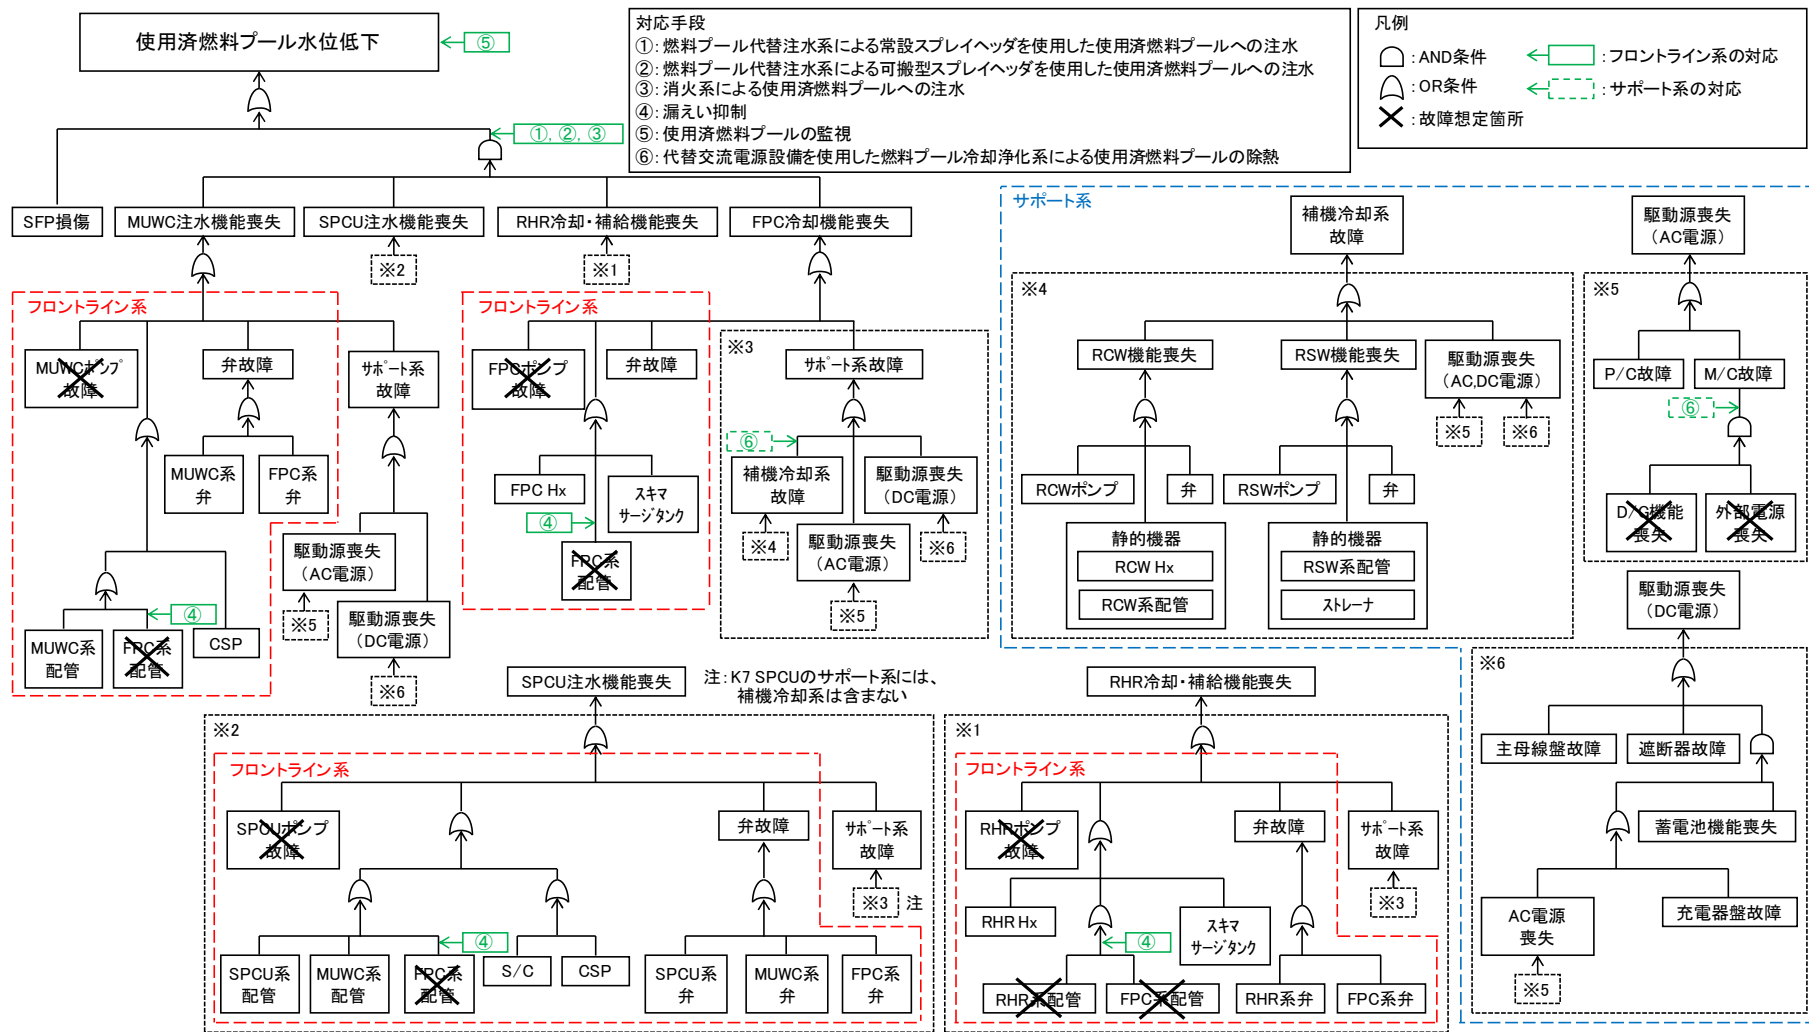 使用済燃料プール水位低下
⑤
対応手段
①：燃料プール代替注水系による常設スプレイヘッダを使用した使用済燃料プールへの注水
②：燃料プール代替注水系による可搬型スプレイヘッダを使用した使用済燃料プールへの注水
③：消火系による使用済燃料プールへの注水
④：漏えい抑制
⑤：使用済燃料プールの監視
⑥：代替交流電源設備を使用した燃料プール冷却浄化系による使用済燃料プールの除熱
凡例
：AND条件
：フロントライン系の対応
：OR条件
：サポート系の対応
：故障想定箇所
①, ②, ③
SFP損傷
MUWC注水機能喪失
SPCU注水機能喪失
RHR冷却・補給機能喪失
FPC冷却機能喪失
※2
※1
フロントライン系
MUWCポンプ
故障
弁故障
サポート系
故障
MUWC系
弁
FPC系
弁
駆動源喪失
（AC電源）
※5
駆動源喪失
（DC電源）
※6
④
MUWC系
配管
FPC系
配管
CSP
フロントライン系
FPCポンプ
故障
弁故障
FPC Hx
スキマ
サージタンク
④
FPC系
配管
※3
サポート系故障
⑥
補機冷却系
故障
駆動源喪失
（DC電源）
※4
※6
駆動源喪失
（AC電源）
※5
サポート系
補機冷却系
故障
※4
RCW機能喪失
RSW機能喪失
駆動源喪失
（AC,DC電源）
※5
※6
RCWポンプ
弁
RSWポンプ
弁
静的機器
RCW Hx
RCW系配管
静的機器
RSW系配管
ストレーナ
駆動源喪失
（AC電源）
※5
P/C故障
M/C故障
⑥
D/G機能
喪失
外部電源
喪失
駆動源喪失
（DC電源）
※6
主母線盤故障
遮断器故障
蓄電池機能喪失
AC電源
喪失
充電器盤故障
※5
SPCU注水機能喪失
注：K7 SPCUのサポート系には、
補機冷却系は含まない
※2
フロントライン系
SPCUポンプ
故障
弁故障
サポート系
故障
※3
注
④
SPCU系
配管
MUWC系
配管
FPC系
配管
S/C
CSP
SPCU系
弁
MUWC系
弁
FPC系
弁
RHR冷却・補給機能喪失
※1
フロントライン系
RHRポンプ
故障
弁故障
サポート系
故障
※3
RHR Hx
スキマ
サージタンク
④
RHR系配管
FPC系配管
RHR系弁
FPC系弁